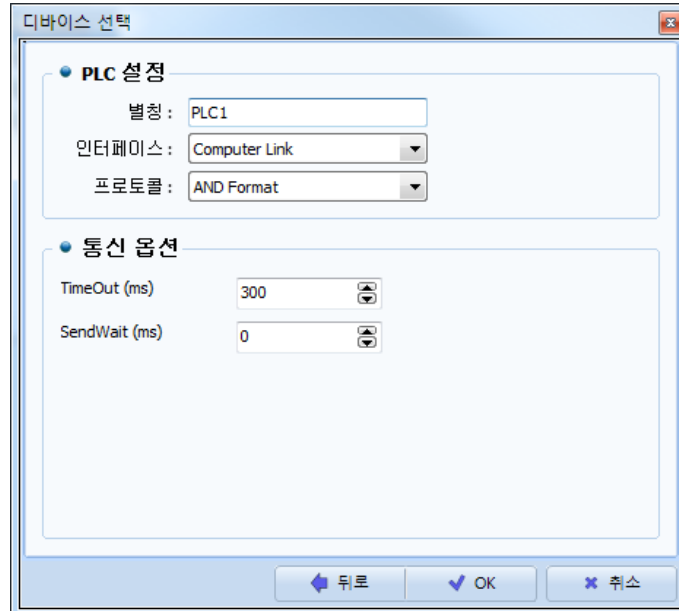 디바이스 선택
PLC 설정
별칭 : PLC1
인터페이스 : Computer Link
프로토콜 : AND Format
통신 옵션
TimeOut (ms) 300
SendWait (ms) 0
뒤로 OK 취소